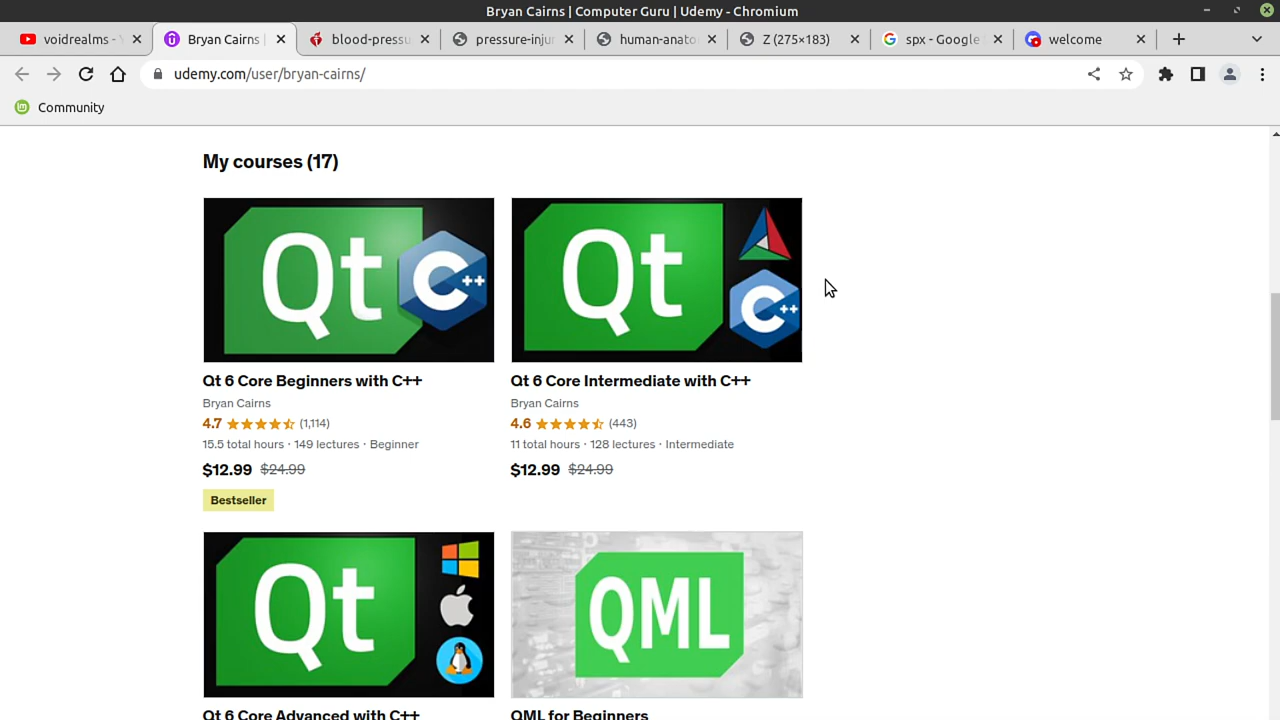 Bryan Cairns | Computer Guru | Udemy - Chromium
voidrealms - Y
Bryan Cairns |
blood-pressu
pressure-injur
human-anato
Z (275×183)
spx - Google
welcome
udemy.com/user/bryan-cairns/
Community
My courses (17)
Qt
C++
Qt
C++
Qt 6 Core Beginners with C++
Qt 6 Core Intermediate with C++
Bryan Cairns
Bryan Cairns
4.7 (1,114)
4.6 (443)
15.5 total hours · 149 lectures · Beginner
11 total hours · 128 lectures · Intermediate
$12.99 $24.99
$12.99 $24.99
Bestseller
Qt
QML
Qt 6 Core Advanced with C++
QML for Beginners